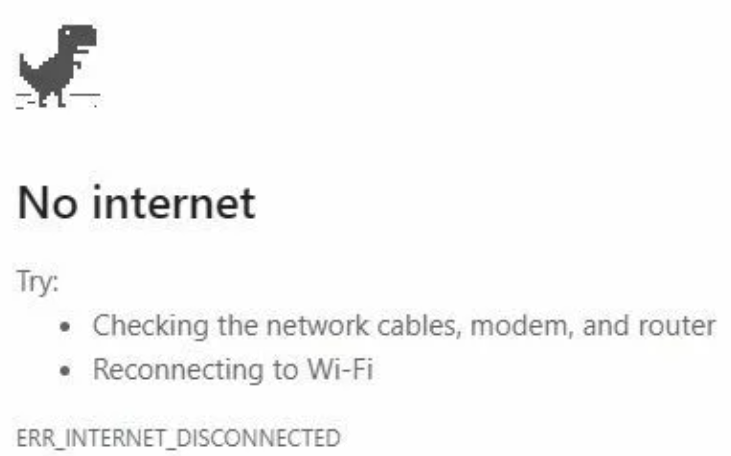 No internet
Try:
• Checking the network cables, modem, and router
• Reconnecting to Wi-Fi
ERR_INTERNET_DISCONNECTED